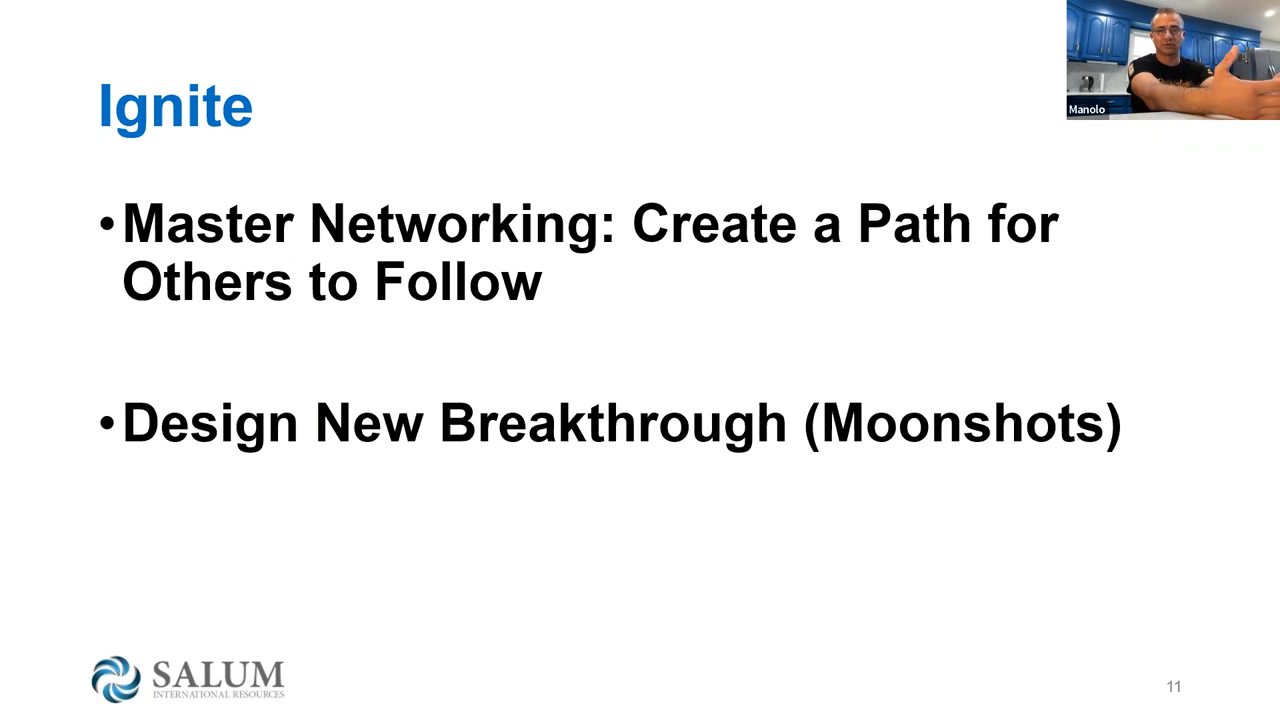 Manolo
Ignite
•Master Networking: Create a Path for
Others to Follow
•Design New Breakthrough (Moonshots)
SALUM
INTERNATIONAL RESOURCES
11